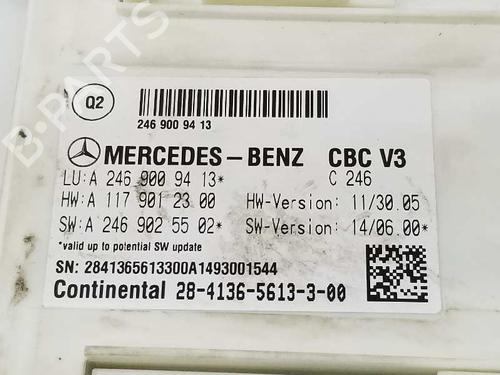 Q2
246 900 94 13
MERCEDES-BENZ CBC V3
LU:A 246 900 94 13* C 246
HW:A 117 901 23 00 HW-Version: 11/30.05
SW:A 246 902 55 02* SW-Version: 14/06.00*
*valid up to potential SW update
SN: 28413656133 00A1493001544
Continental 28-4136-5613-3-00
B-PARTS